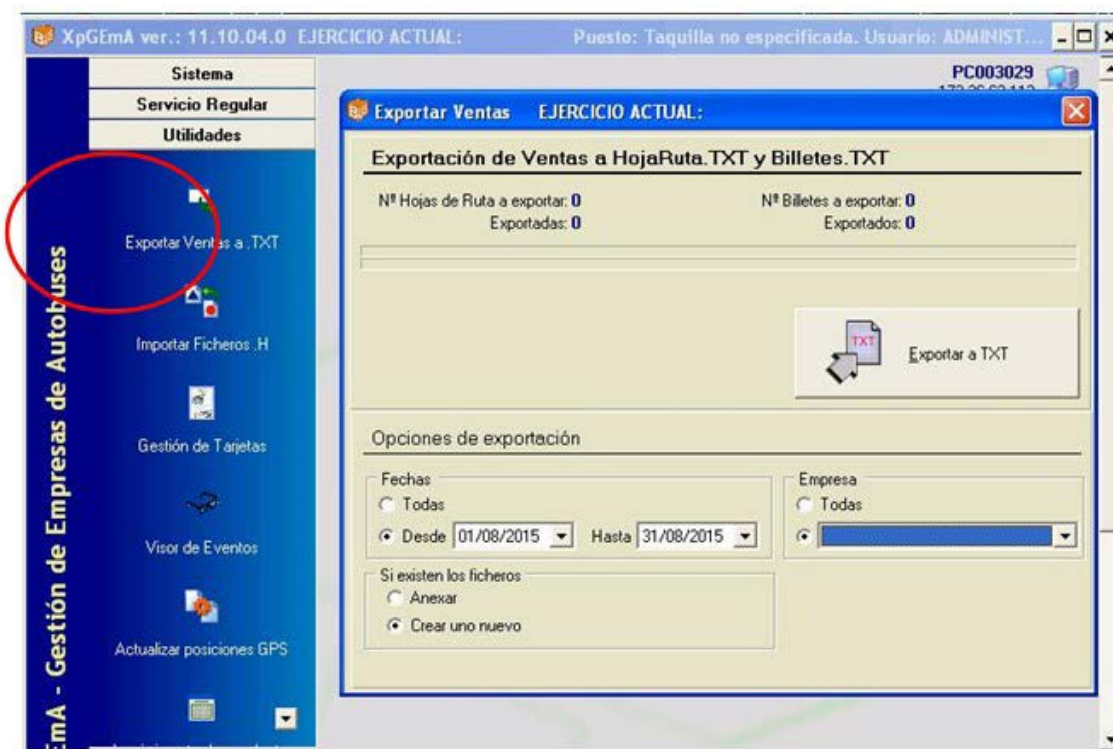 XpGEmA ver.: 11.10.04.0 EJERCICIO ACTUAL: Puesto: Taquilla no especificada. Usuario: ADMINIST...
Sistema
Servicio Regular
Utilidades
Exportar Ventas a .TXT
Importar Ficheros .H
Gestión de Tarjetas
Visor de Eventos
Actualizar posiciones GPS
EmA - Gestión de Empresas de Autobuses
PC003029
Exportar Ventas EJERCICIO ACTUAL:
Exportación de Ventas a HojaRuta.TXT y Billetes.TXT
Nº Hojas de Ruta a exportar: 0 Nº Billetes a exportar: 0
Exportadas: 0 Exportados: 0
TXT
Exportar a TXT
Opciones de exportación
Fechas Empresa
Todas Todas
Desde 01/08/2015 Hasta 31/08/2015
Si existen los ficheros
Anexar
Crear uno nuevo